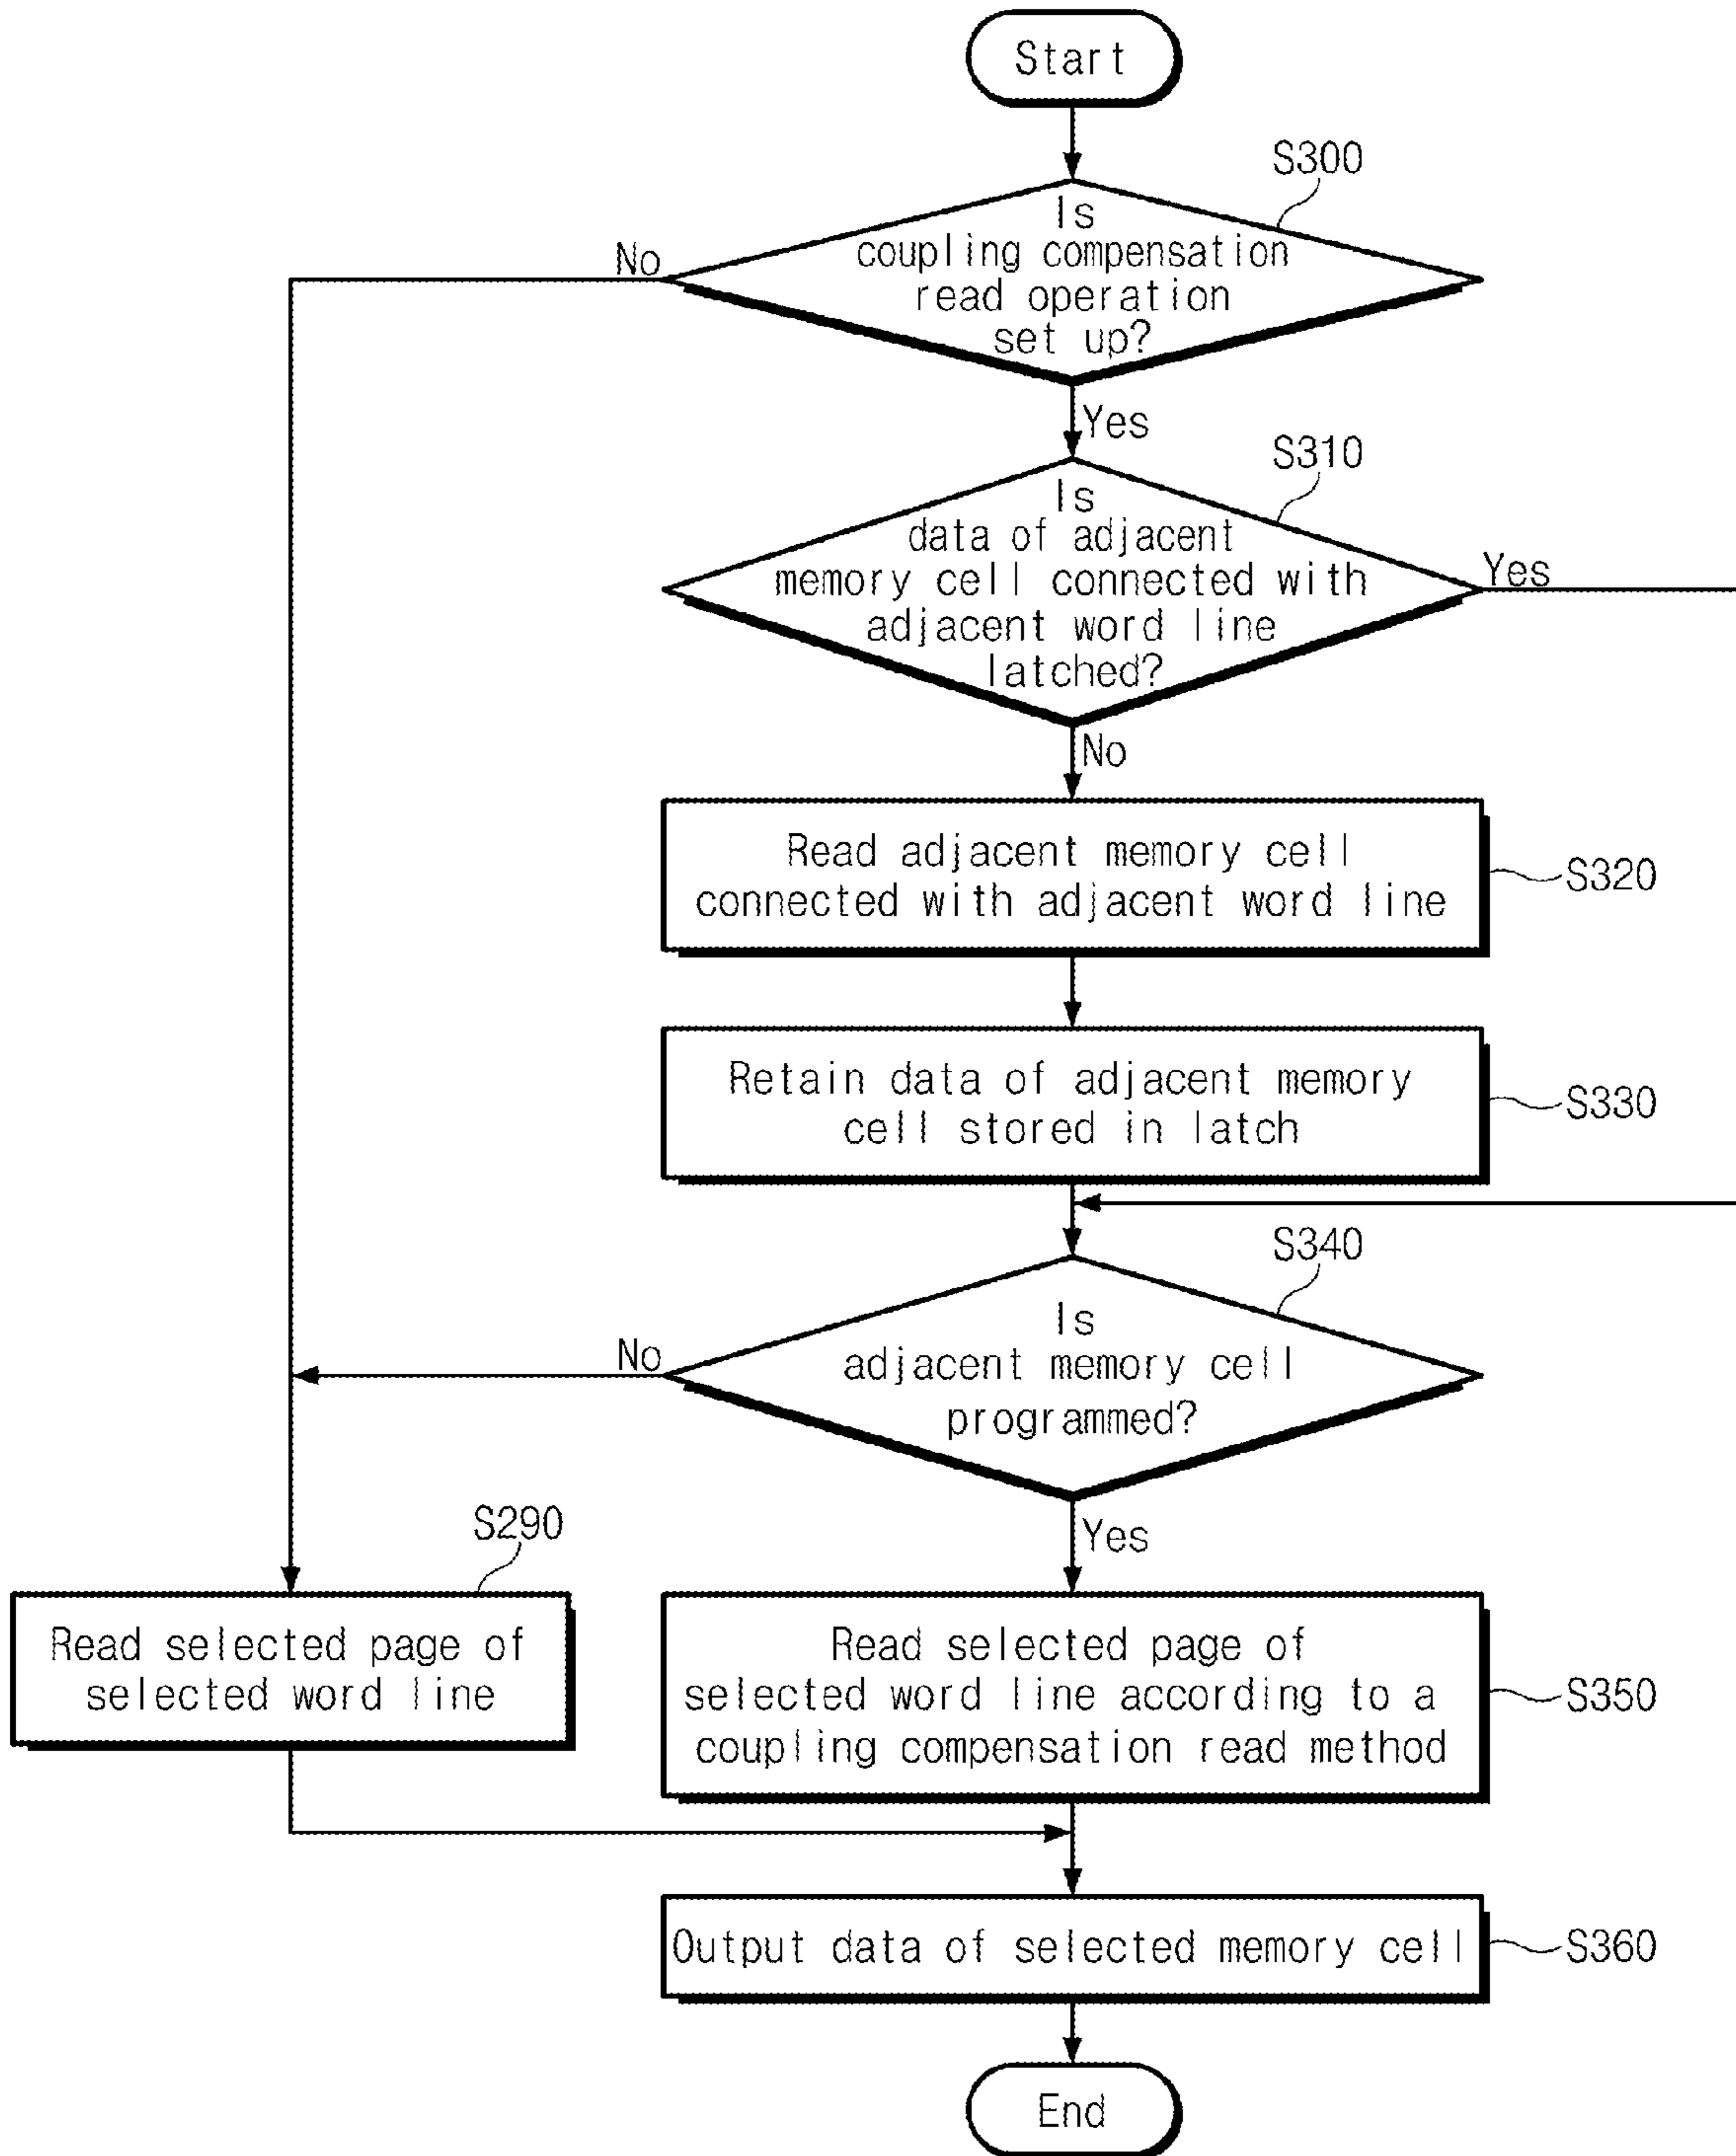 Start
S300
Is
coupling compensation
read operation
set up?
No
Yes
S310
Is
data of adjacent
memory cell connected with
adjacent word line
latched?
Yes
No
Read adjacent memory cell
connected with adjacent word line
S320
Retain data of adjacent memory
cell stored in latch
S330
S340
Is
adjacent memory cell
programmed?
No
Yes
S290
Read selected page of
selected word line
Read selected page of
selected word line according to a
coupling compensation read method
S350
Output data of selected memory cell
S360
End